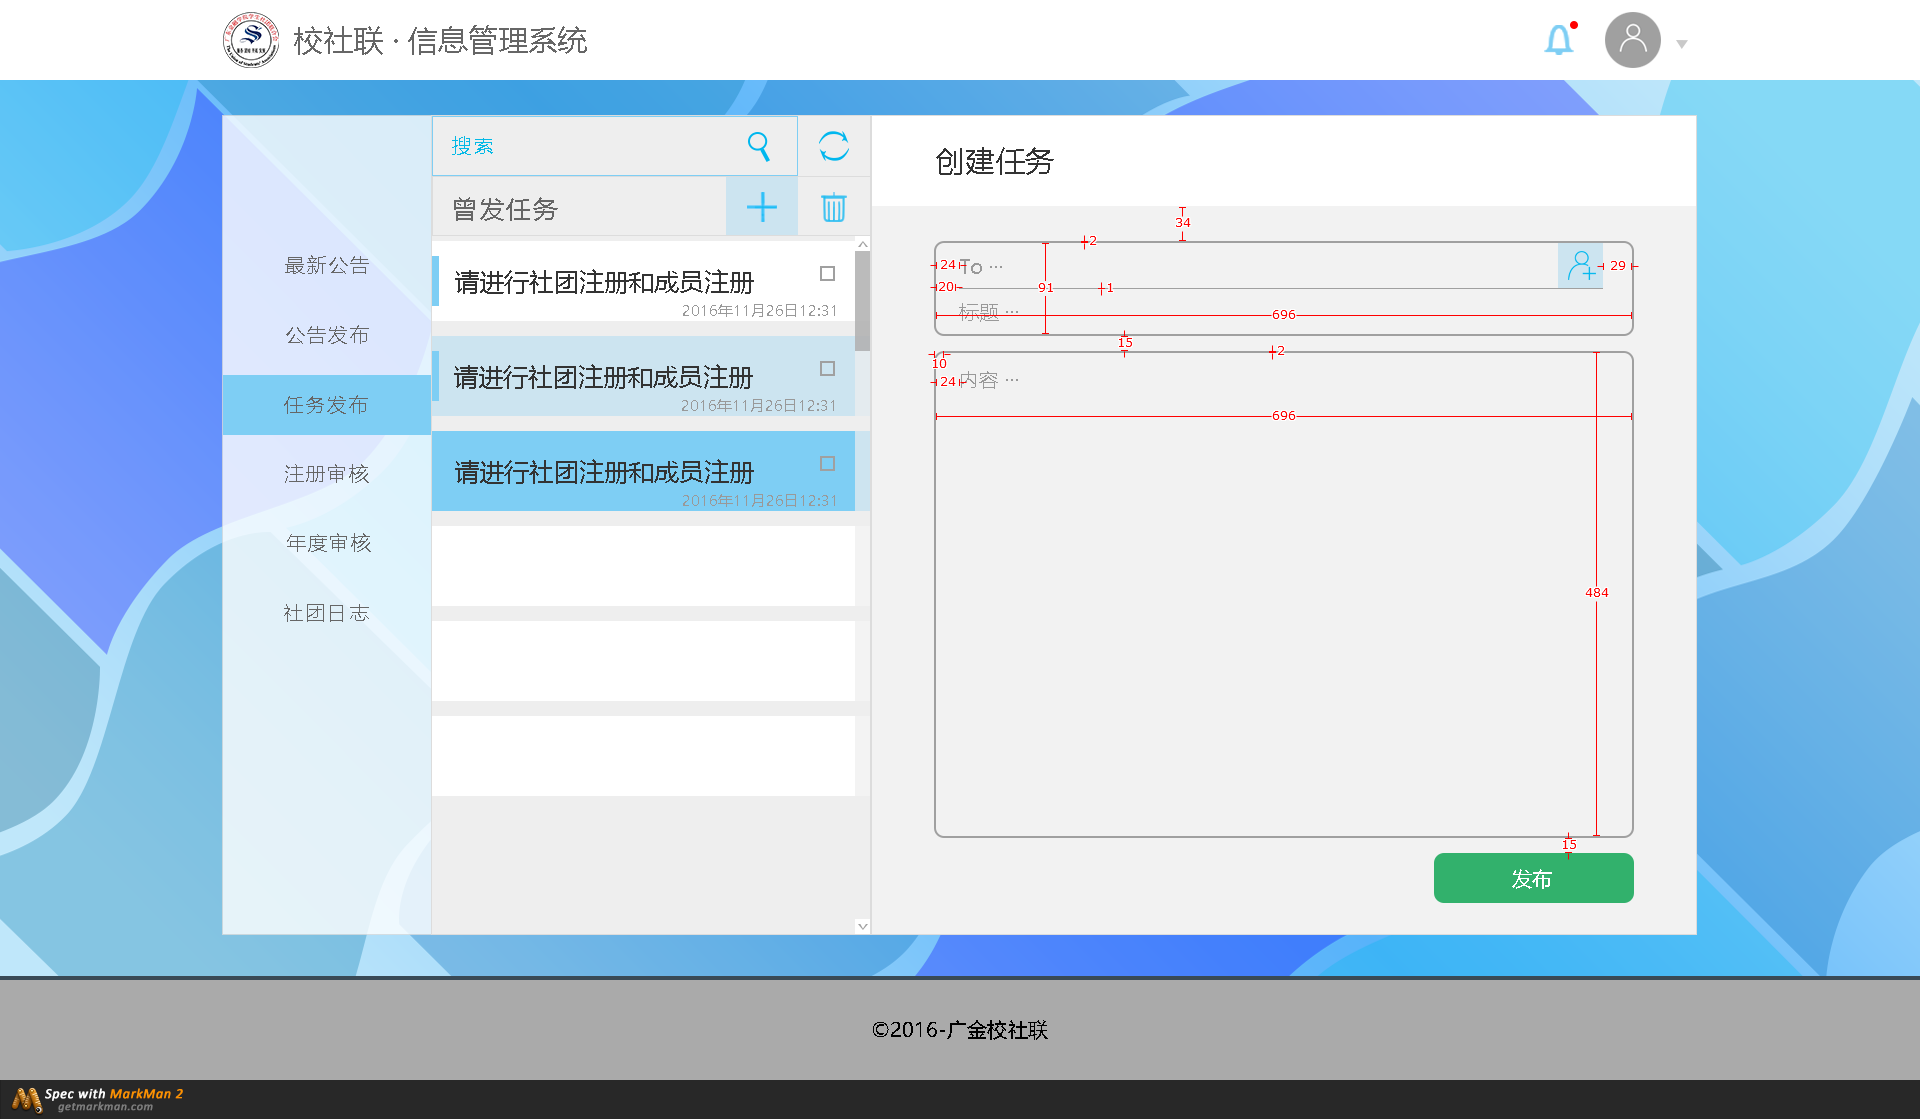 校社联 · 信息管理系统
搜索
曾发任务
最新公告
公告发布
任务发布
注册审核
年度审核
社团日志
请进行社团注册和成员注册
2016年11月26日12:31
请进行社团注册和成员注册
2016年11月26日12:31
请进行社团注册和成员注册
2016年11月26日12:31
创建任务
34
2
24
To ···
29
20
91
1
标题 ···
696
15
2
10
24
内容 ···
696
484
15
发布
©2016-广金校社联
Spec with MarkMan 2
getmarkman.com